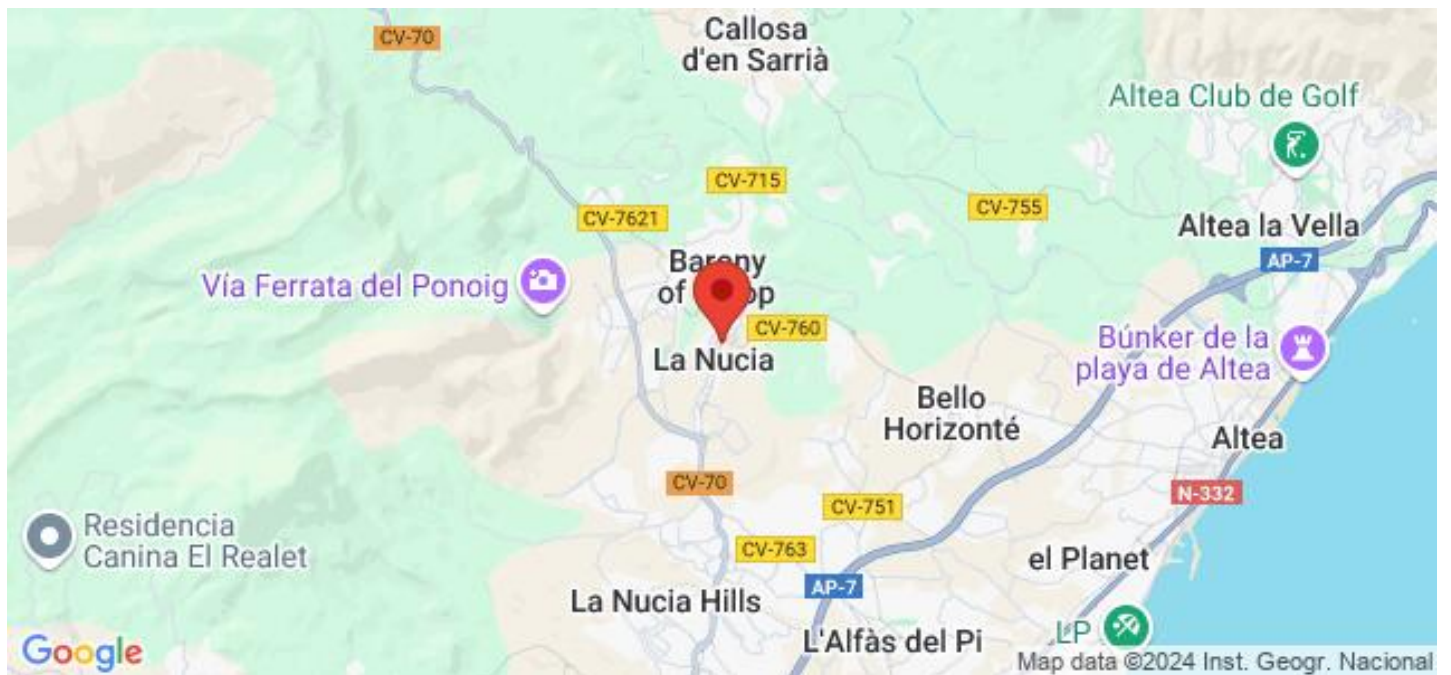 CV-70
Callosa
d'en Sarrià
Altea Club de Golf
CV-715
CV-755
CV-7621
Altea la Vella
AP-7
Barony
of
op
Vía Ferrata del Ponoig
CV-760
La Nucia
Búnker de la
playa de Altea
Bello
Horizonté
Altea
CV-70
N-332
CV-751
Residencia
Canina El Realet
CV-763
el Planet
AP-7
La Nucia Hills
L'Alfàs del Pi
LP
Google
Map data ©2024 Inst. Geogr. Nacional